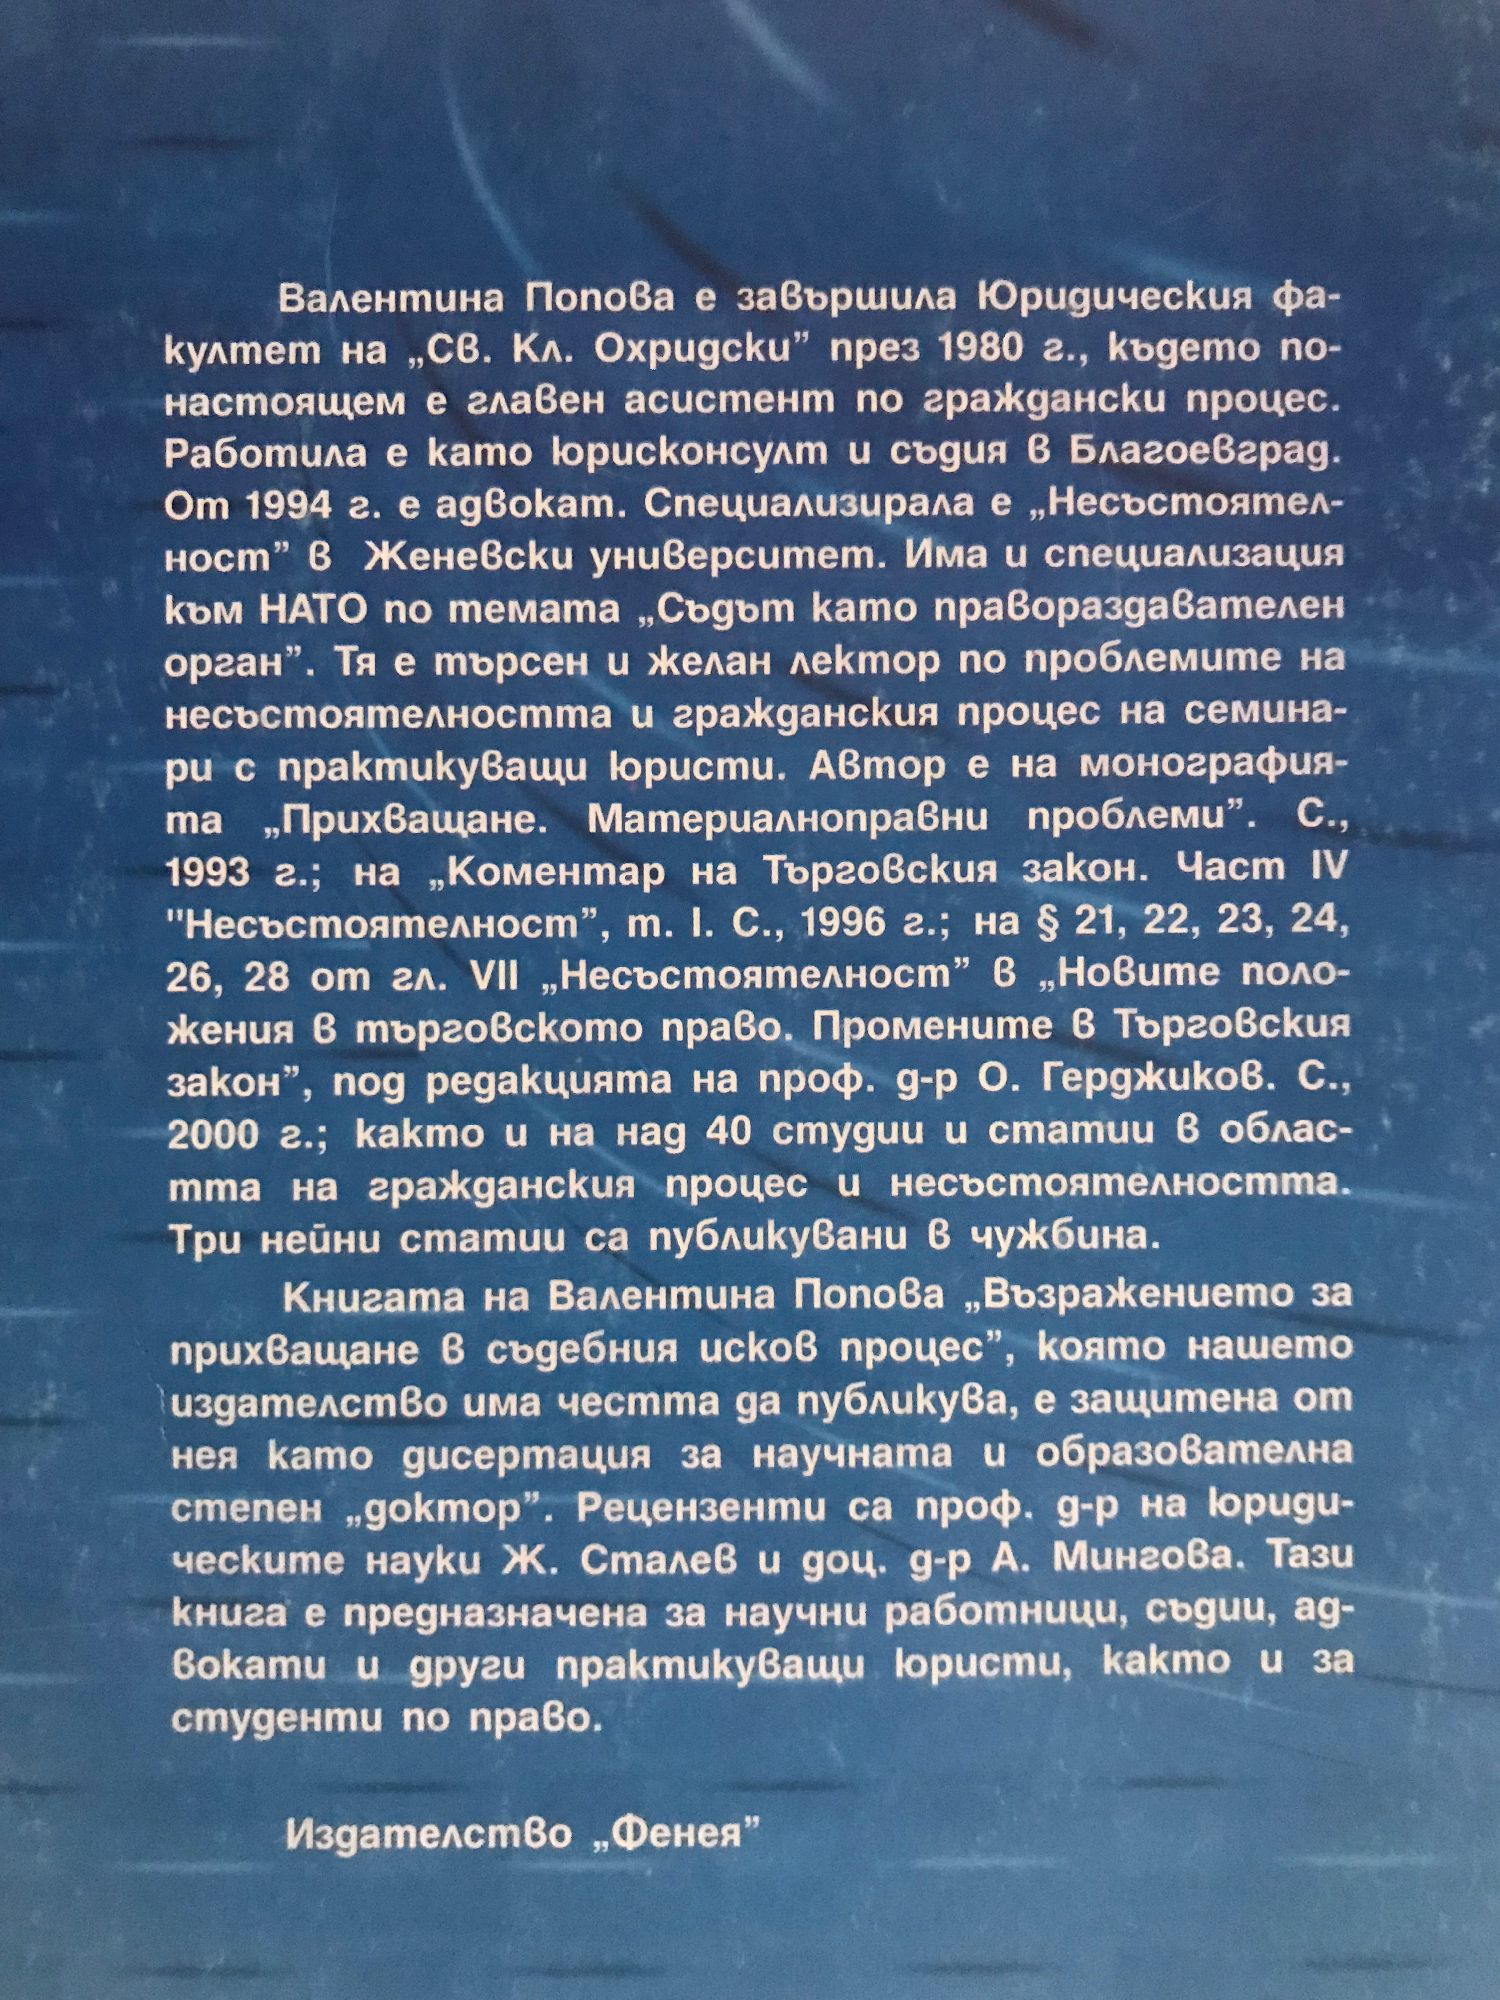 Валентина Попова е завършила Юридическия фа-
култет на „Св. Кл. Охридски” през 1980 г., където по-
настоящем е главен асистент по граждански процес.
Работила е като юрисконсулт и съдия в Благоевград.
От 1994 г. е адвокат. Специализирала е „Несъстоятел-
ност” в Женевски университет. Има и специализация
към НАТО по темата „Съдът като правораздавателен
орган”. Тя е търсен и желан лектор по проблемите на
несъстоятелността и гражданския процес на семина-
ри с практикуващи юристи. Автор е на монография-
та „Прихващане. Материалноправни проблеми”. С.,
1993 г.; на „Коментар на Търговския закон. Част IV
"Несъстоятелност”, т. I. С., 1996 г.; на § 21, 22, 23, 24,
26, 28 от гл. VII „Несъстоятелност” в „Новите поло-
жения в търговското право. Промените в Търговския
закон”, под редакцията на проф. д-р О. Герджиков. С.,
2000 г.; както и на над 40 студии и статии в облас-
тта на гражданския процес и несъстоятелността.
Три нейни статии са публикувани в чужбина.
Книгата на Валентина Попова „Възражението за
прихващане в съдебния исков процес”, която нашето
издателство има честта да публикува, е защитена от
нея като дисертация за научната и образователна
степен „доктор”. Рецензенти са проф. д-р на юриди-
ческите науки Ж. Сталев и доц. д-р А. Мингова. Тази
книга е предназначена за научни работници, съдии, ад-
вокати и други практикуващи юристи, както и за
студенти по право.
Издателство „Фенея”